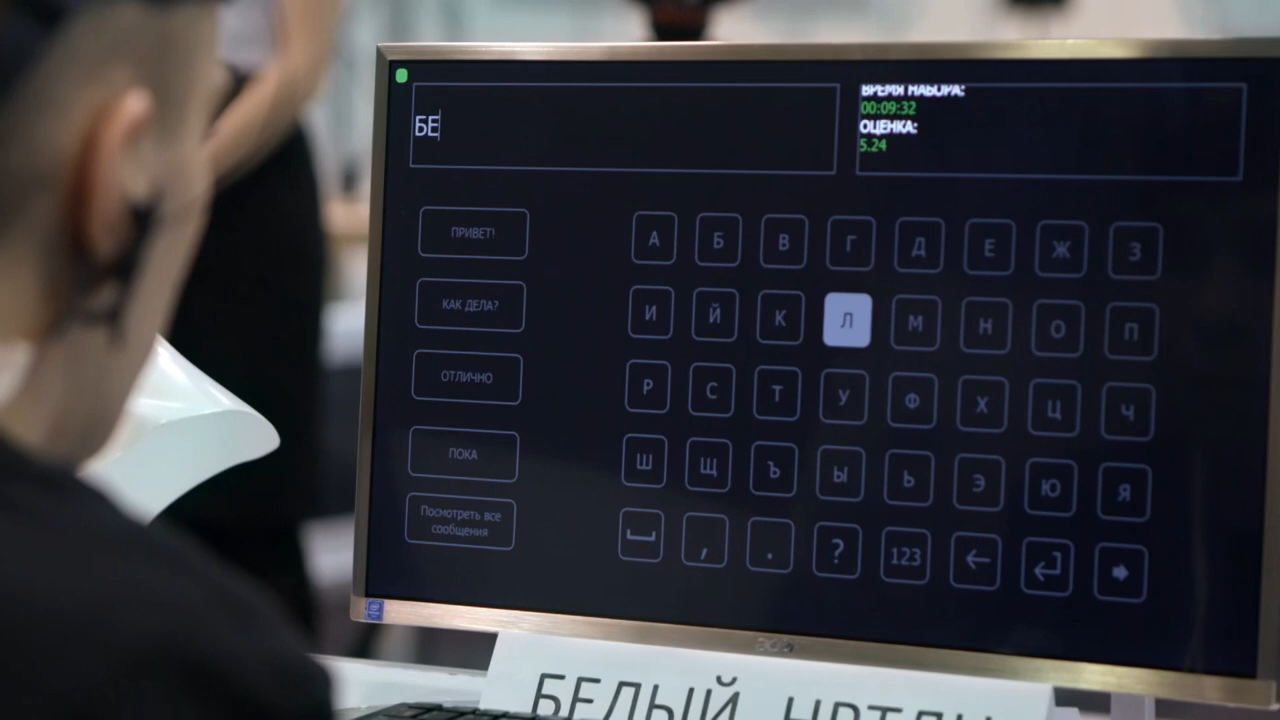 БЕ
ВРЕМЯ НАБОРА:
00:09:32
ОЦЕНКА:
5.24
ПРИВЕТ!
КАК ДЕЛА?
ОТЛИЧНО
ПОКА
Посмотреть все
сообщения
А Б В Г Д Е Ж З
И Й К Л М Н О П
Р С Т У Ф Х Ц Ч
Ш Щ Ъ Ы Ь Э Ю Я
, . ? 123
acer
БЕЛЫЙ